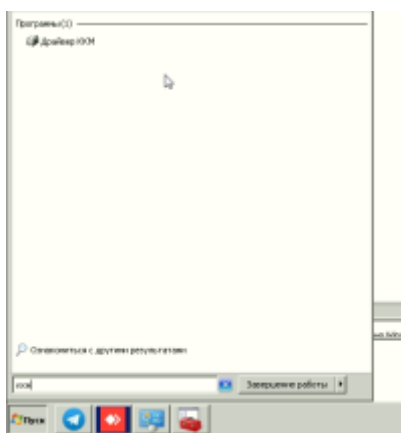 Программы (1)
Драйвер ККМ
Ознакомиться с другими результатами
ккм
Завершение работы
Пуск